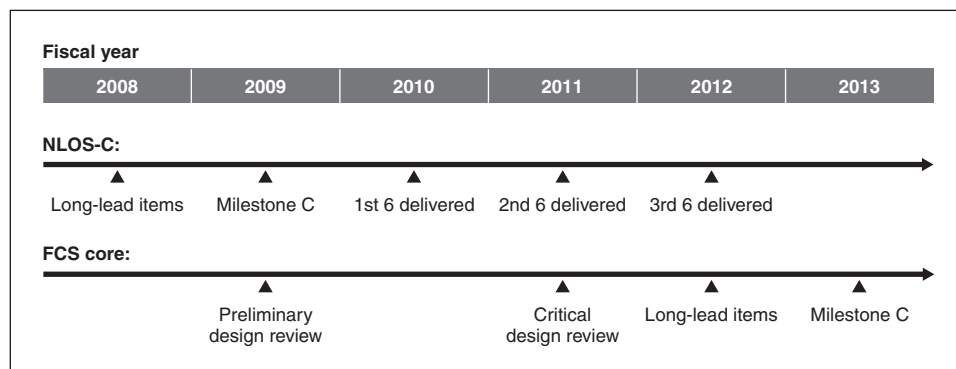 Fiscal year
2008 2009 2010 2011 2012 2013
NLOS-C:
Long-lead items Milestone C 1st 6 delivered 2nd 6 delivered 3rd 6 delivered
FCS core:
Preliminary Critical Long-lead items Milestone C
design review design review